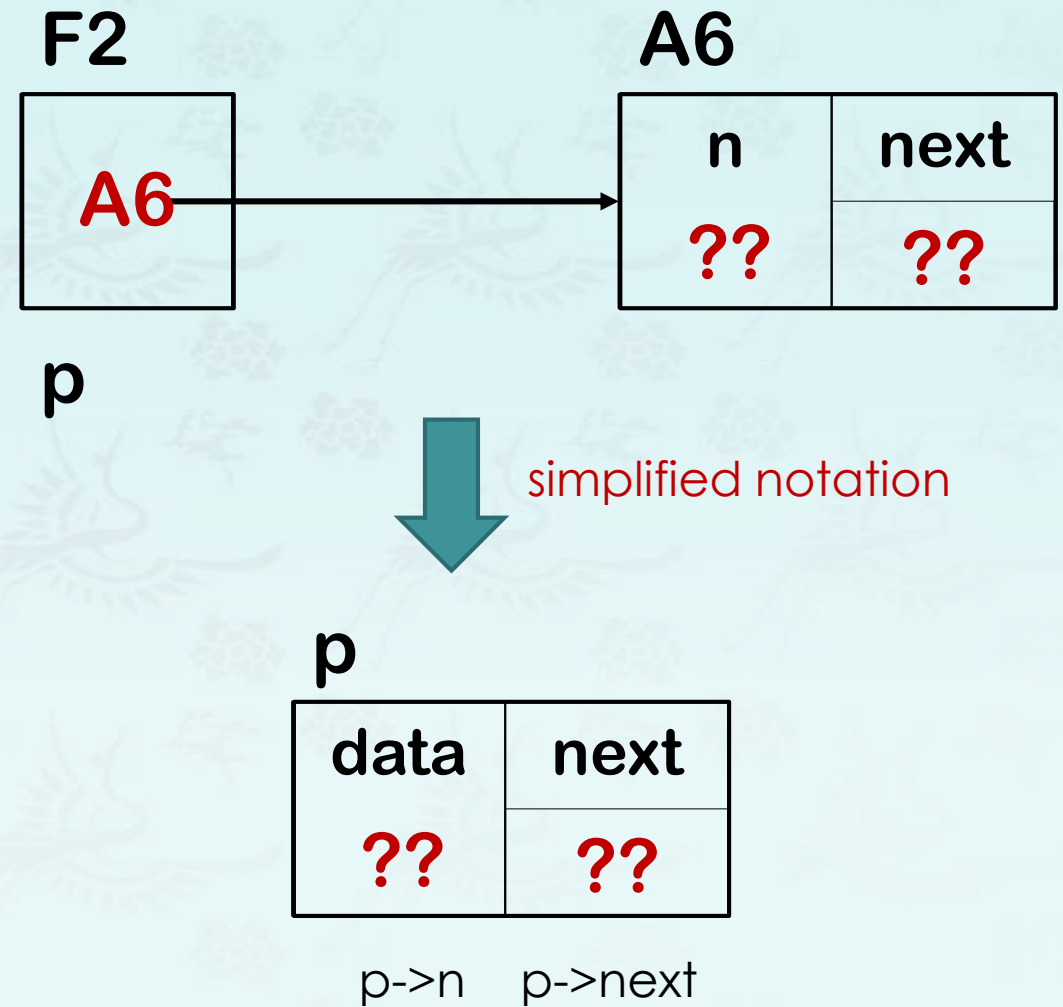 F2 A6
n next
A6
?? ??
p
simplified notation
p
data next
?? ??
p->n p->next